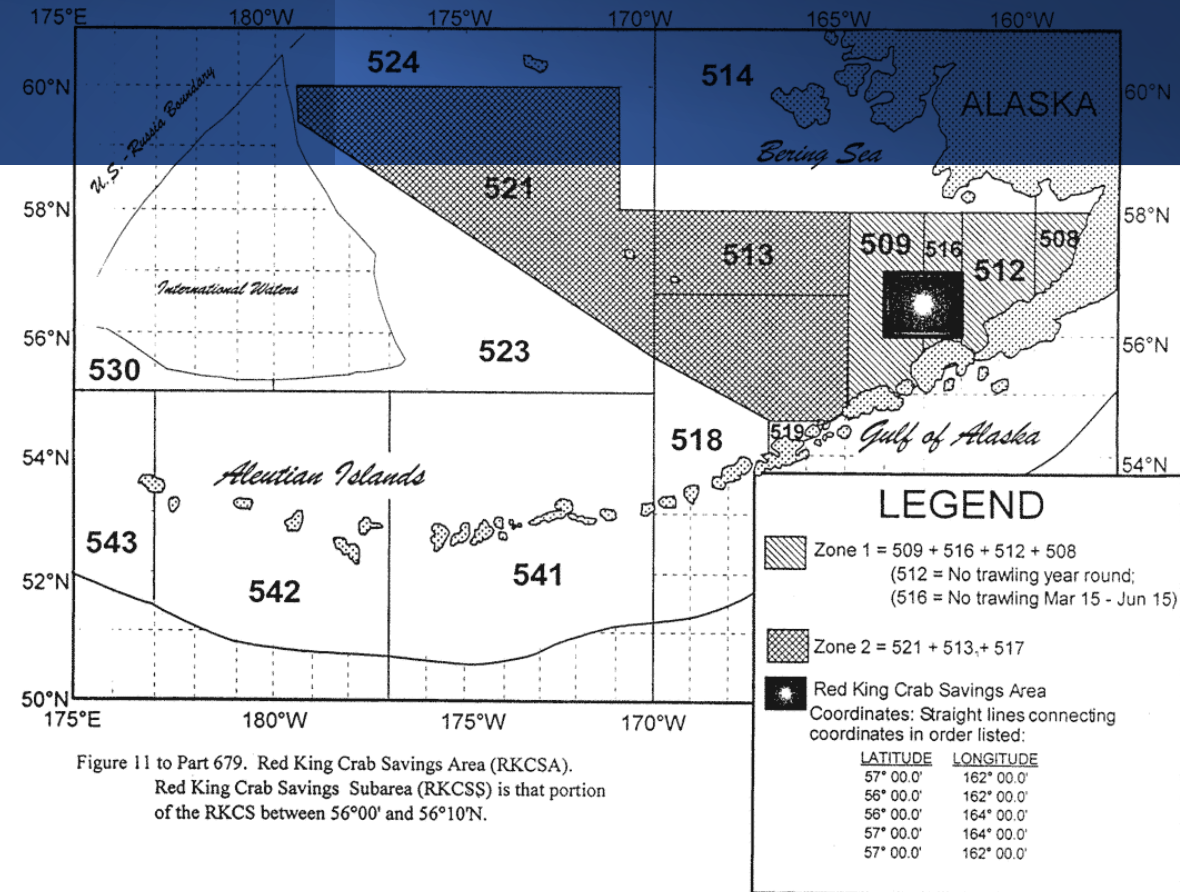 175°E 180°W 175°W 170°W 165°W 160°W
524
514
60°N
60°N
ALASKA
U.S. - Russia Boundary
Bering Sea
521
58°N
58°N
509
516
508
513
512
International Waters
56°N
56°N
523
530
518
519
Gulf of Alaska
54°N
54°N
Aleutian Islands
543
542
541
52°N
50°N
175°E 180°W 175°W 170°W
LEGEND
Zone 1 = 509 + 516 + 512 + 508
(512 = No trawling year round;
(516 = No trawling Mar 15 - Jun 15)
Zone 2 = 521 + 513, + 517
Red King Crab Savings Area
Coordinates: Straight lines connecting
coordinates in order listed:
LATITUDE LONGITUDE
57° 00.0' 162° 00.0'
56° 00.0' 162° 00.0'
56° 00.0' 164° 00.0'
57° 00.0' 164° 00.0'
57° 00.0' 162° 00.0'
Figure 11 to Part 679. Red King Crab Savings Area (RKCSA).
Red King Crab Savings Subarea (RKCSS) is that portion
of the RKCS between 56°00' and 56°10'N.